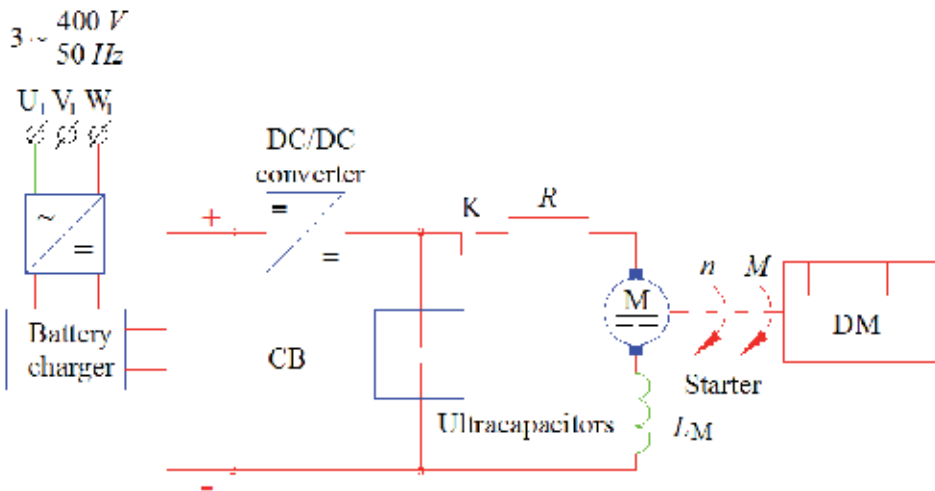 3 ~ 400 V
50 Hz
U1 V1 W1
DC/DC
converter
+
=
=
K
R
~
=
n
M
M
DM
Battery
charger
CB
Starter
Ultracapacitors
LM
-